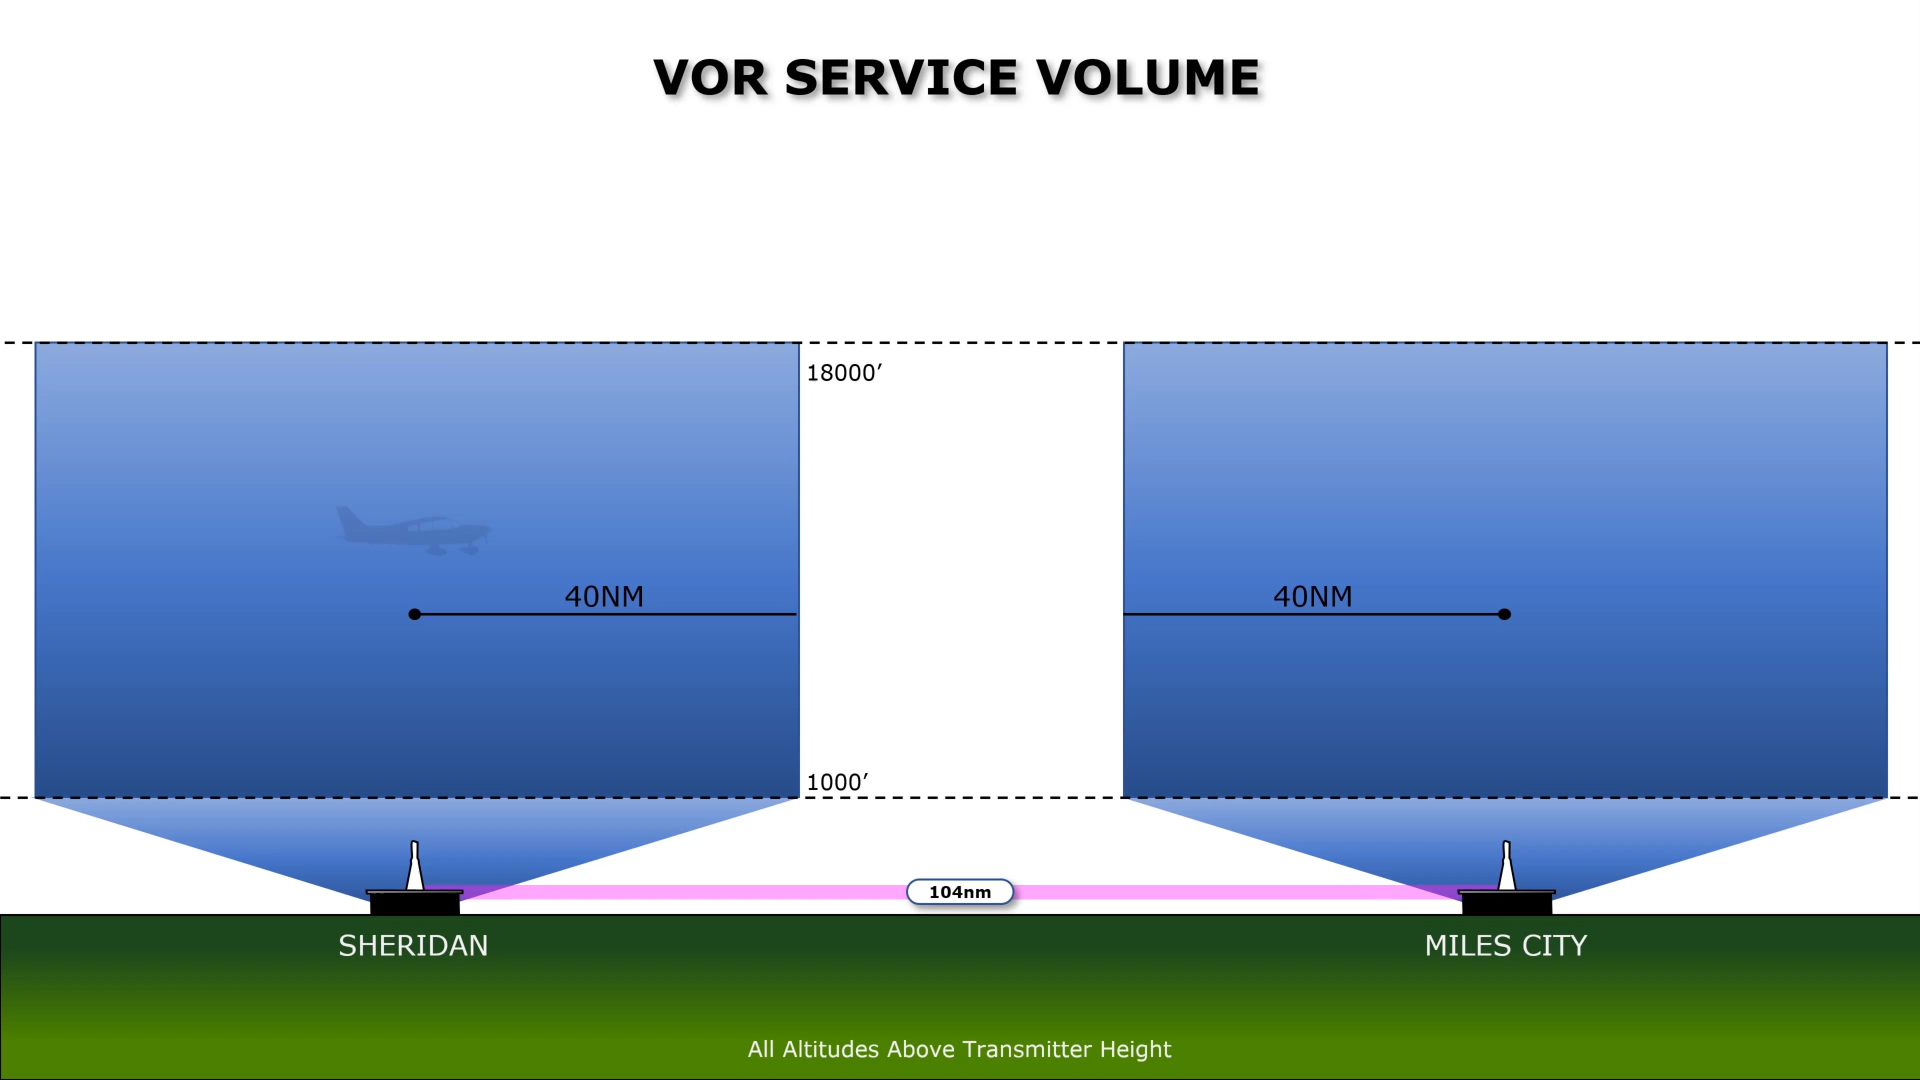 VOR SERVICE VOLUME
18000’
40NM
40NM
1000’
104nm
SHERIDAN
MILES CITY
All Altitudes Above Transmitter Height